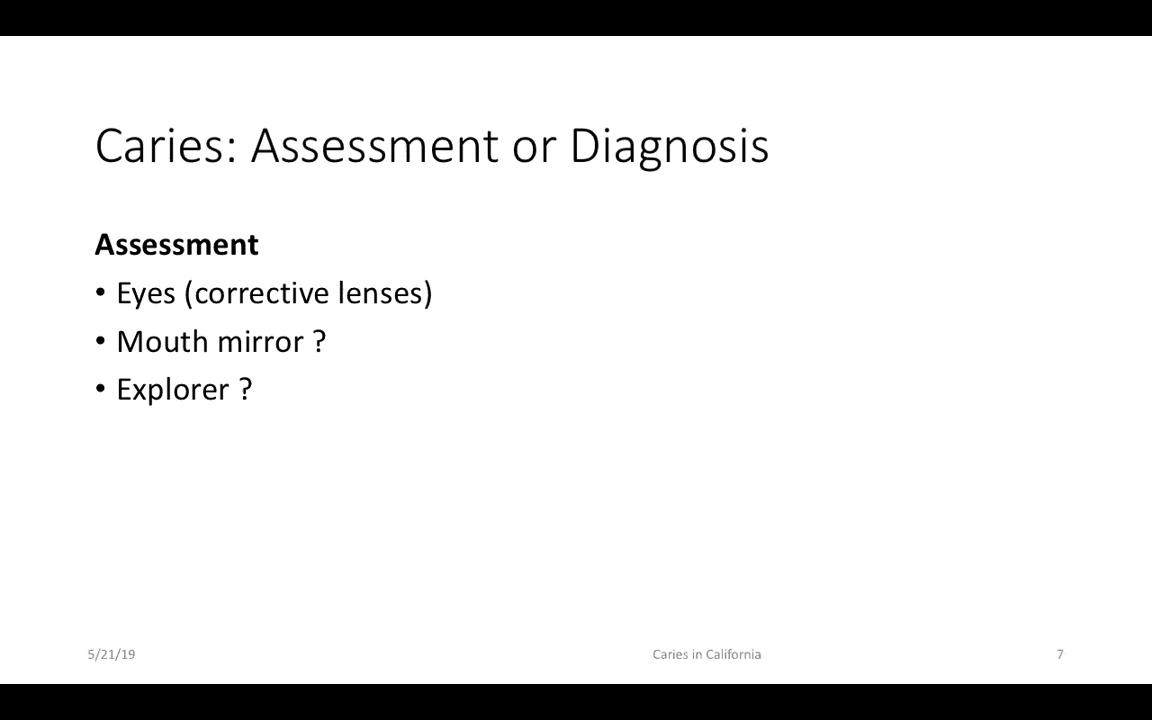 Caries: Assessment or Diagnosis
Assessment
• Eyes (corrective lenses)
• Mouth mirror ?
• Explorer ?
5/21/19
Caries in California
7